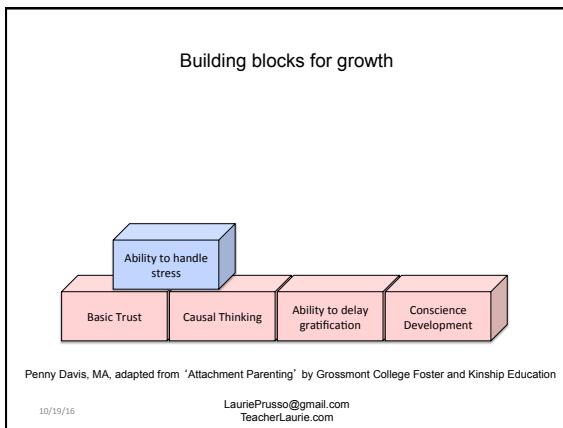 Building blocks for growth
Ability to handle
stress
Basic Trust
Causal Thinking
Ability to delay
gratification
Conscience
Development
Penny Davis, MA, adapted from ‘Attachment Parenting’ by Grossmont College Foster and Kinship Education
10/19/16
LauriePrusso@gmail.com
TeacherLaurie.com